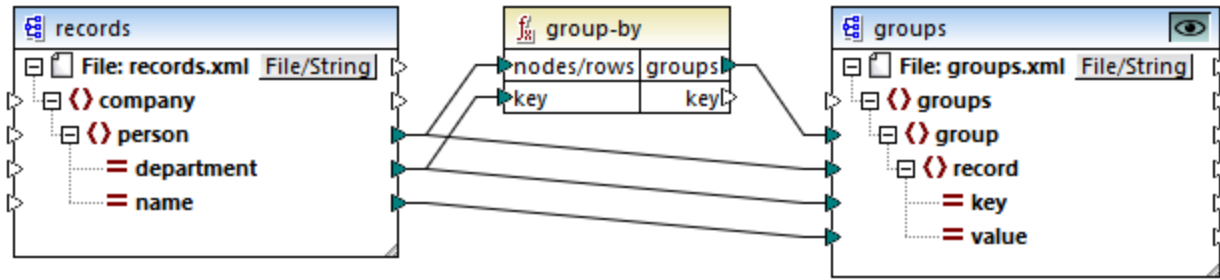 records
File: records.xml File/String
company
person
department
name
group-by
nodes/rows groups
key key
groups
File: groups.xml File/String
groups
group
record
key
value